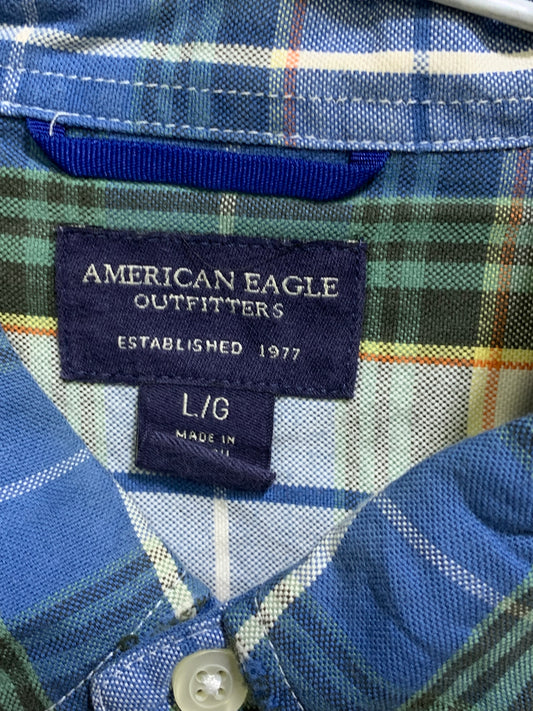 AMERICAN EAGLE
OUTFITTERS
ESTABLISHED 1977
L/G
MADE IN